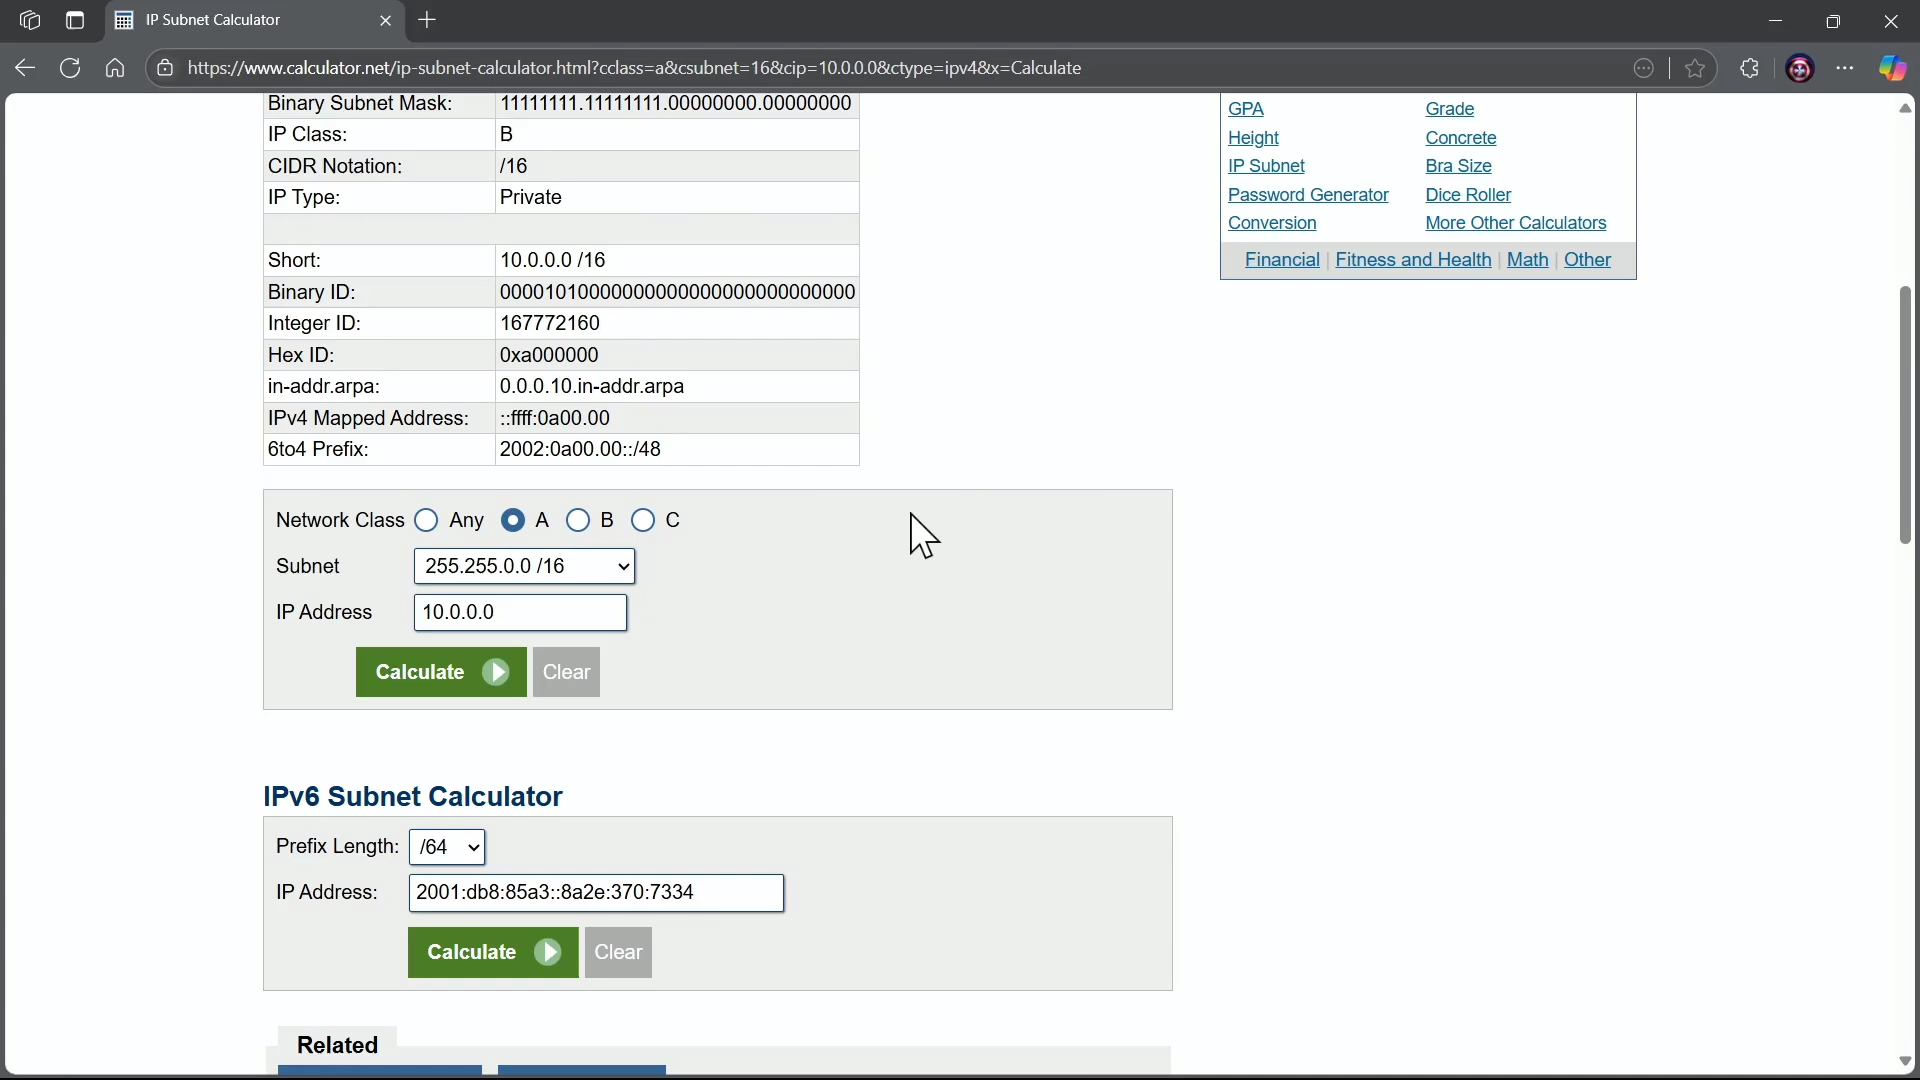 IP Subnet Calculator
https://www.calculator.net/ip-subnet-calculator.html?cclass=a&csubnet=16&cip=10.0.0.0&ctype=ipv4&x=Calculate
Binary Subnet Mask: 11111111.11111111.00000000.00000000
IP Class: B
CIDR Notation: /16
IP Type: Private
Short: 10.0.0.0 /16
Binary ID: 00001010000000000000000000000000
Integer ID: 167772160
Hex ID: 0xa000000
in-addr.arpa: 0.0.0.10.in-addr.arpa
IPv4 Mapped Address: ::ffff:0a00.00
6to4 Prefix: 2002:0a00.00::/48
Network Class Any A B C
Subnet 255.255.0.0 /16
IP Address 10.0.0.0
Calculate Clear
IPv6 Subnet Calculator
Prefix Length: /64
IP Address: 2001:db8:85a3::8a2e:370:7334
Calculate Clear
Related
GPA Grade
Height Concrete
IP Subnet Bra Size
Password Generator Dice Roller
Conversion More Other Calculators
Financial | Fitness and Health | Math | Other